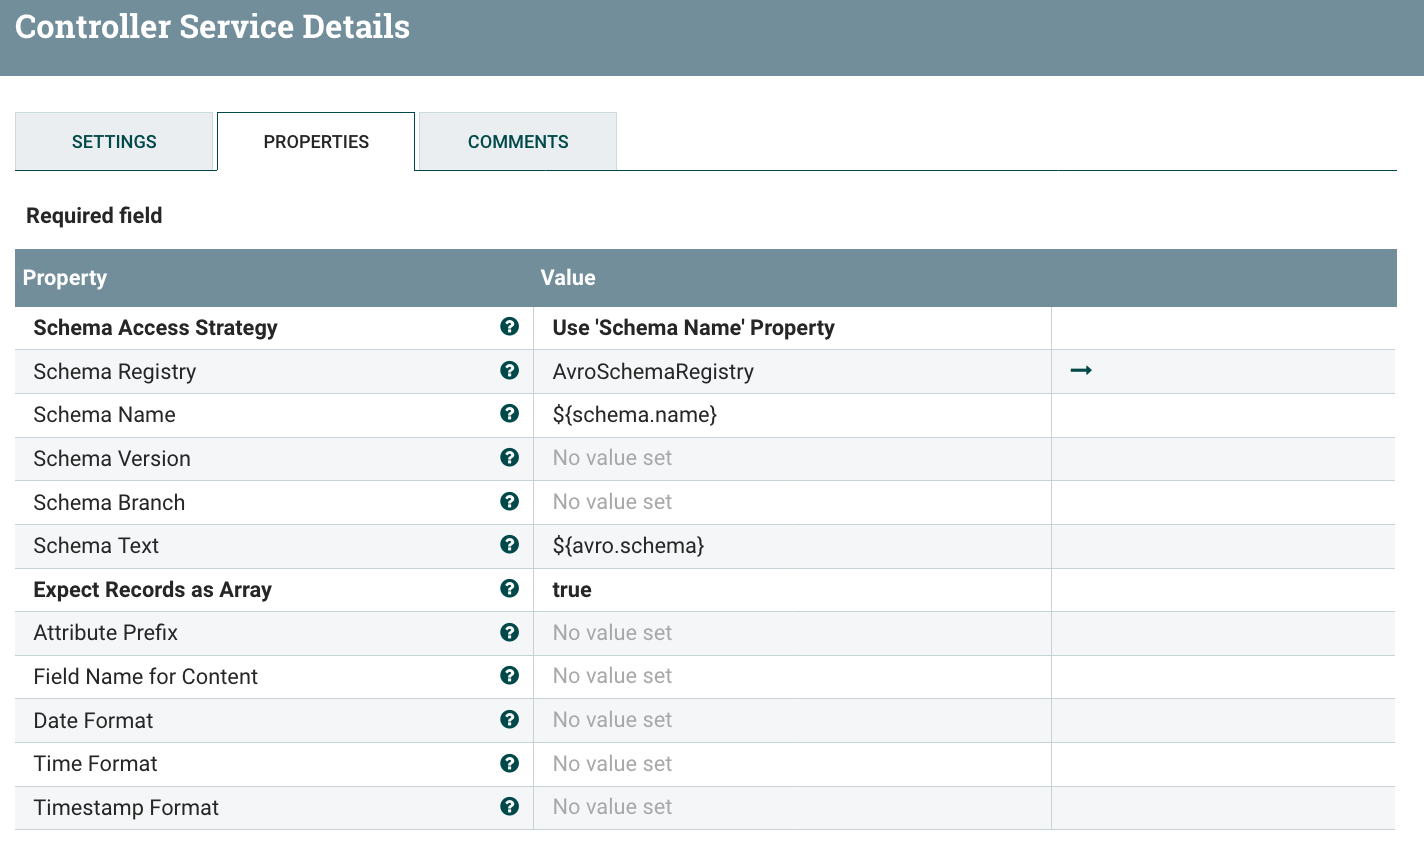 Controller Service Details
SETTINGS PROPERTIES COMMENTS
Required field
Property Value
Schema Access Strategy Use 'Schema Name' Property
Schema Registry AvroSchemaRegistry
Schema Name ${schema.name}
Schema Version No value set
Schema Branch No value set
Schema Text ${avro.schema}
Expect Records as Array true
Attribute Prefix No value set
Field Name for Content No value set
Date Format No value set
Time Format No value set
Timestamp Format No value set